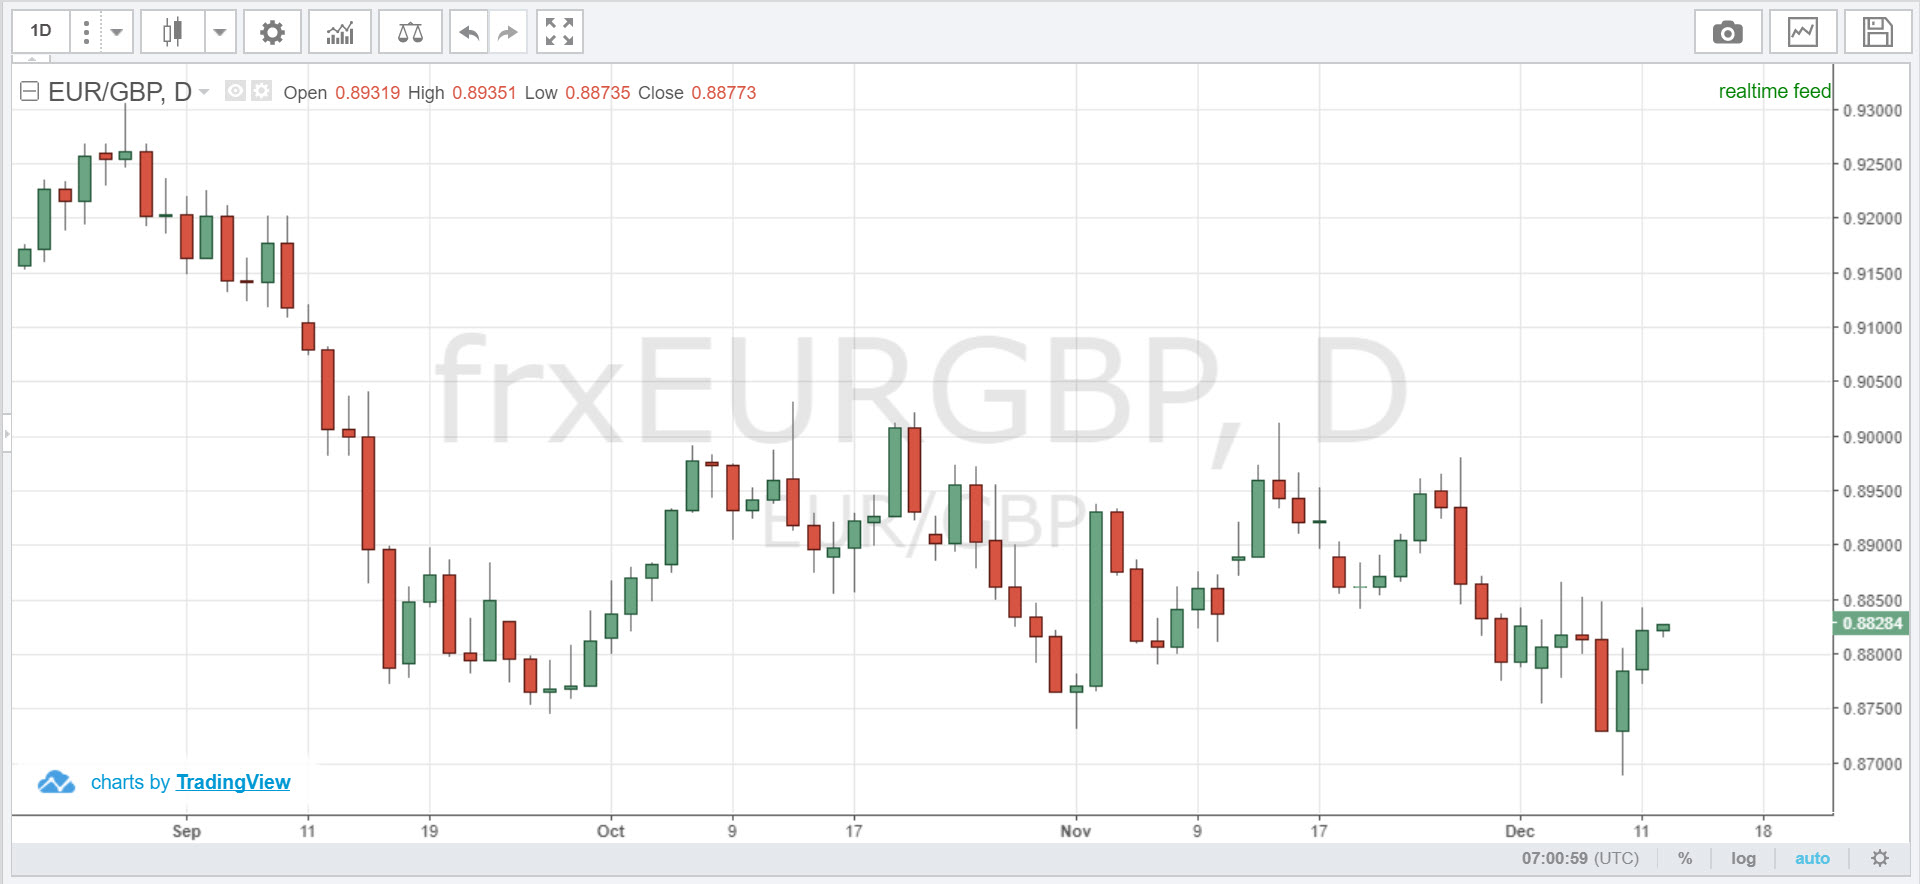 1D
EUR/GBP, D Open 0.89319 High 0.89351 Low 0.88735 Close 0.88773
realtime feed
0.93000
0.92500
0.92000
0.91500
0.91000
0.90500
0.90000
0.89500
0.89000
0.88500
0.88284
0.88000
0.87500
0.87000
frxEURGBP, D
EUR/GBP
charts by TradingView
Sep 11 19 Oct 9 17 Nov 9 17 Dec 11 18
07:00:59 (UTC) % log auto